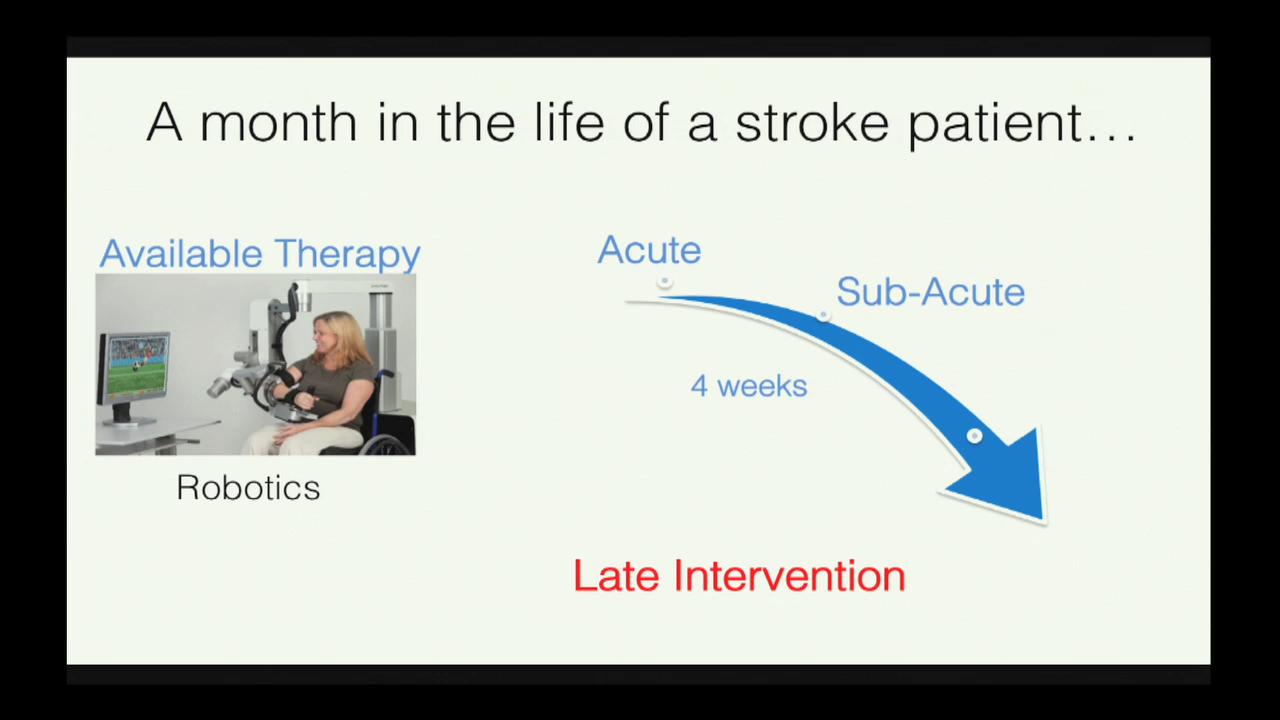 A month in the life of a stroke patient…
Available Therapy
Robotics
Acute
Sub-Acute
4 weeks
Late Intervention